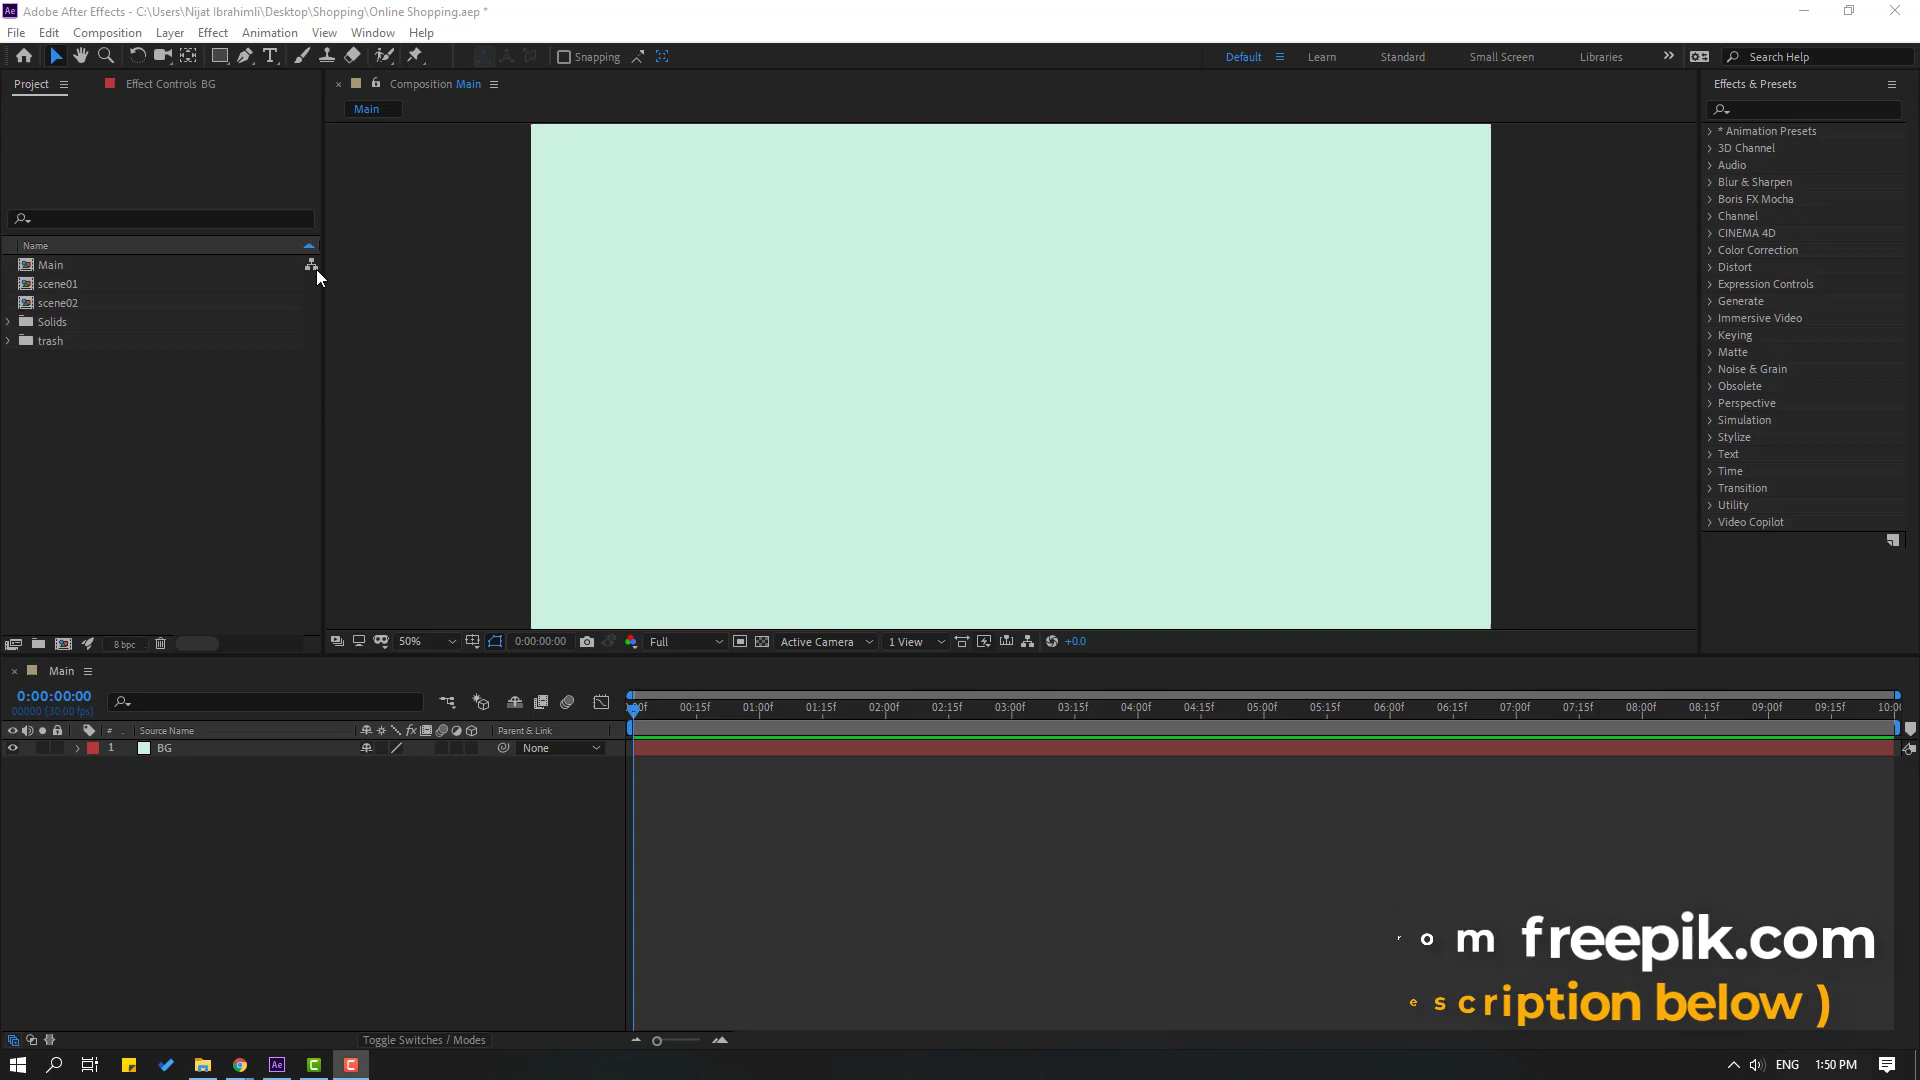 Adobe After Effects - C:\Users\Nijat Ibrahimli\Desktop\Shopping\Online Shopping.aep *
File Edit Composition Layer Effect Animation View Window Help
Snapping Default Learn Standard Small Screen Libraries Search Help
Project Effect Controls BG Composition Main Effects & Presets
Main
* Animation Presets
3D Channel
Audio
Blur & Sharpen
Boris FX Mocha
Channel
CINEMA 4D
Color Correction
Distort
Expression Controls
Generate
Immersive Video
Keying
Matte
Noise & Grain
Obsolete
Perspective
Simulation
Stylize
Text
Time
Transition
Utility
Video Copilot
Name
Main
scene01
scene02
Solids
trash
8 bpc 50% 0:00:00:00 Full Active Camera 1 View +0.0
Main
0:00:00:00
00000 (30.00 fps)
00f 00:15f 01:00f 01:15f 02:00f 02:15f 03:00f 03:15f 04:00f 04:15f 05:00f 05:15f 06:00f 06:15f 07:00f 07:15f 08:00f 08:15f 09:00f 09:15f 10:00
# Source Name fx Parent & Link
1 BG None
rom freepik.com
escription below )
Toggle Switches / Modes
ENG 1:50 PM